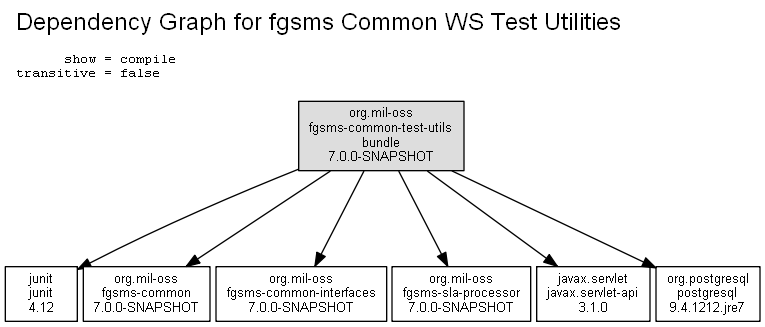 Dependency Graph for fgsms Common WS Test Utilities
show = compile
transitive = false
org.mil-oss
fgsms-common-test-utils
bundle
7.0.0-SNAPSHOT
junit
junit
4.12
org.mil-oss
fgsms-common
7.0.0-SNAPSHOT
org.mil-oss
fgsms-common-interfaces
7.0.0-SNAPSHOT
org.mil-oss
fgsms-sla-processor
7.0.0-SNAPSHOT
javax.servlet
javax.servlet-api
3.1.0
org.postgresql
postgresql
9.4.1212.jre7